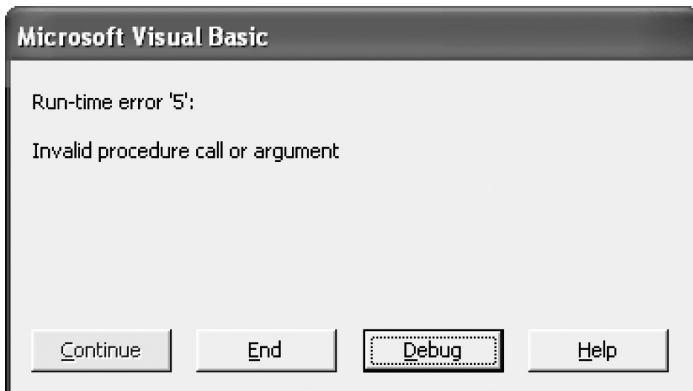 Microsoft Visual Basic
Run-time error '5':
Invalid procedure call or argument
Continue End Debug Help